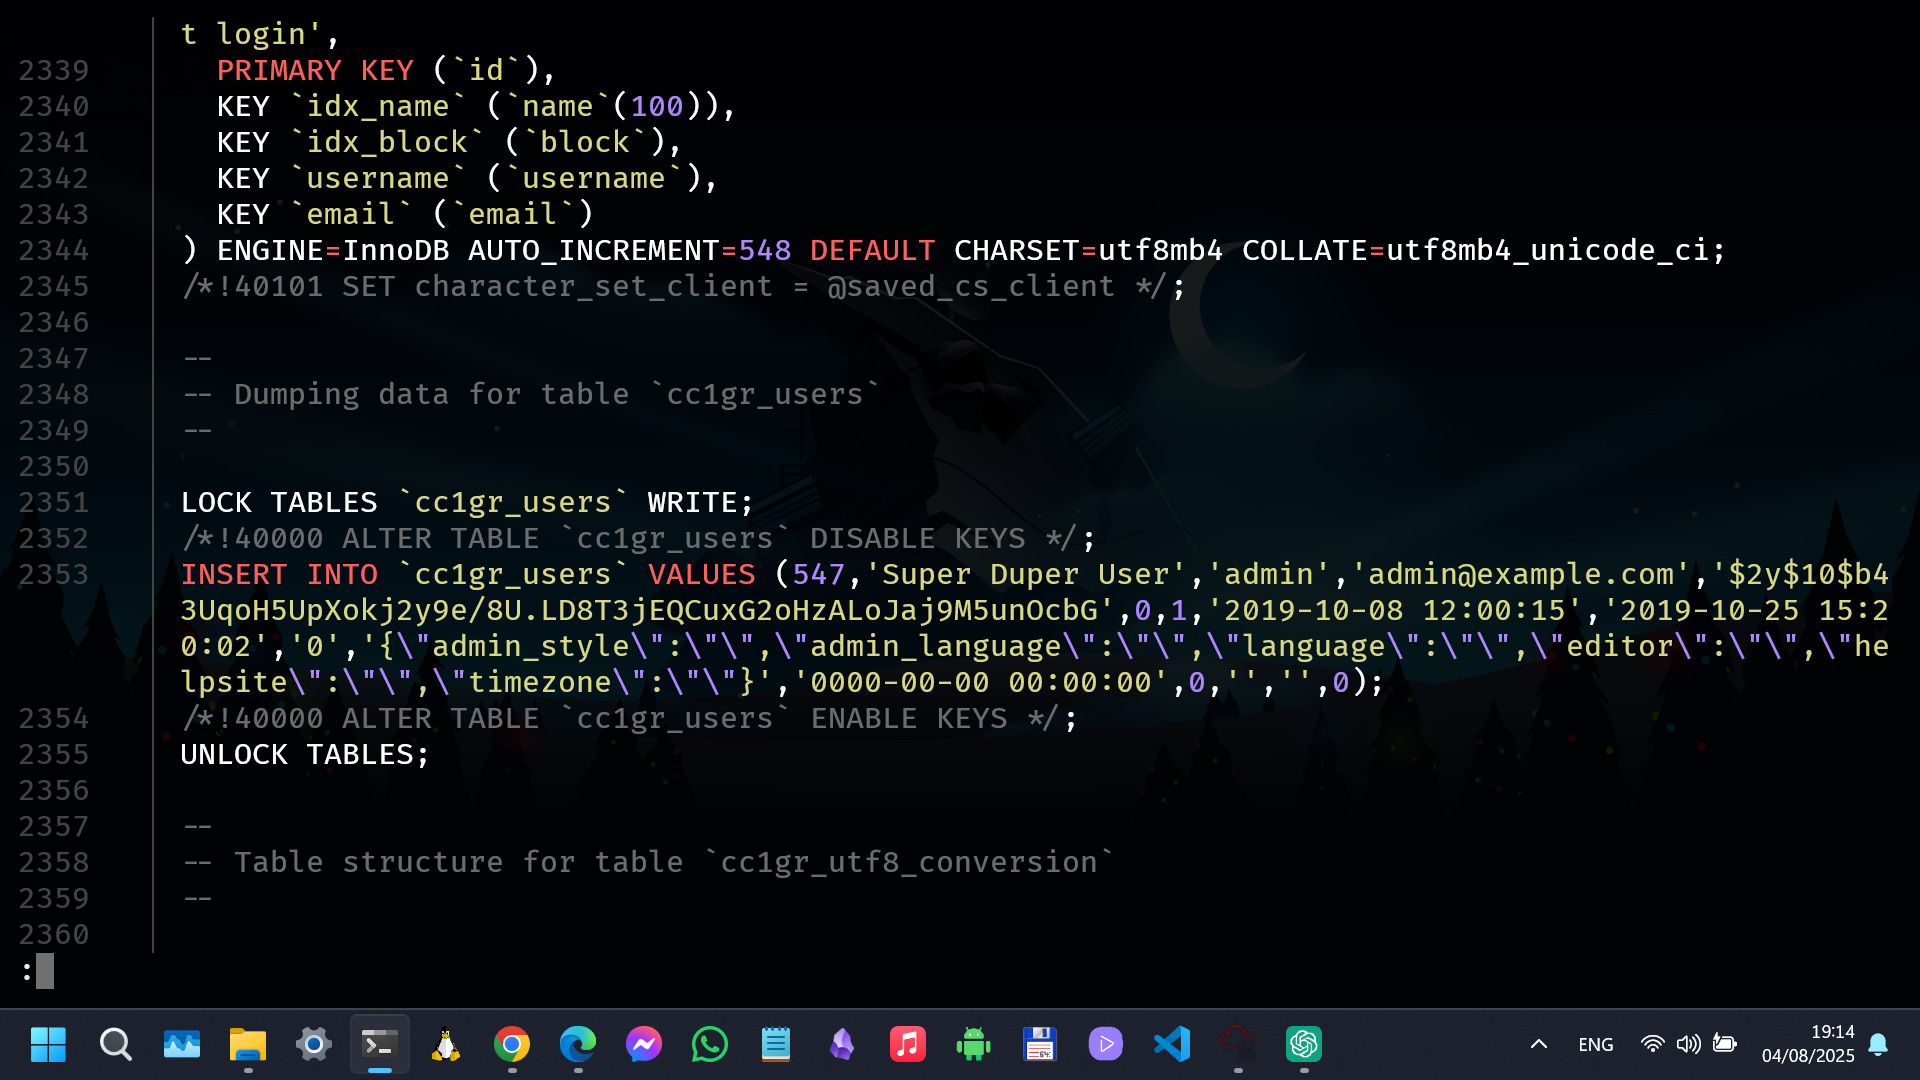 t login',
2339 PRIMARY KEY (`id`),
2340 KEY `idx_name` (`name`(100)),
2341 KEY `idx_block` (`block`),
2342 KEY `username` (`username`),
2343 KEY `email` (`email`)
2344 ) ENGINE=InnoDB AUTO_INCREMENT=548 DEFAULT CHARSET=utf8mb4 COLLATE=utf8mb4_unicode_ci;
2345 /*!40101 SET character_set_client = @saved_cs_client */;
2346
2347 --
2348 -- Dumping data for table `cc1gr_users`
2349 --
2350
2351 LOCK TABLES `cc1gr_users` WRITE;
2352 /*!40000 ALTER TABLE `cc1gr_users` DISABLE KEYS */;
2353 INSERT INTO `cc1gr_users` VALUES (547,'Super Duper User','admin','admin@example.com','$2y$10$b4
3UqoH5UpXokj2y9e/8U.LD8T3jEQCuxG2oHzALoJaj9M5unOcbG',0,1,'2019-10-08 12:00:15','2019-10-25 15:2
0:02','0','{\"admin_style\":\"\",\"admin_language\":\"\",\"language\":\"\",\"editor\":\"\",\"he
lpsite\":\"\",\"timezone\":\"\"}','0000-00-00 00:00:00',0,'','',0);
2354 /*!40000 ALTER TABLE `cc1gr_users` ENABLE KEYS */;
2355 UNLOCK TABLES;
2356
2357 --
2358 -- Table structure for table `cc1gr_utf8_conversion`
2359 --
2360
:
64
ENG
19:14
04/08/2025